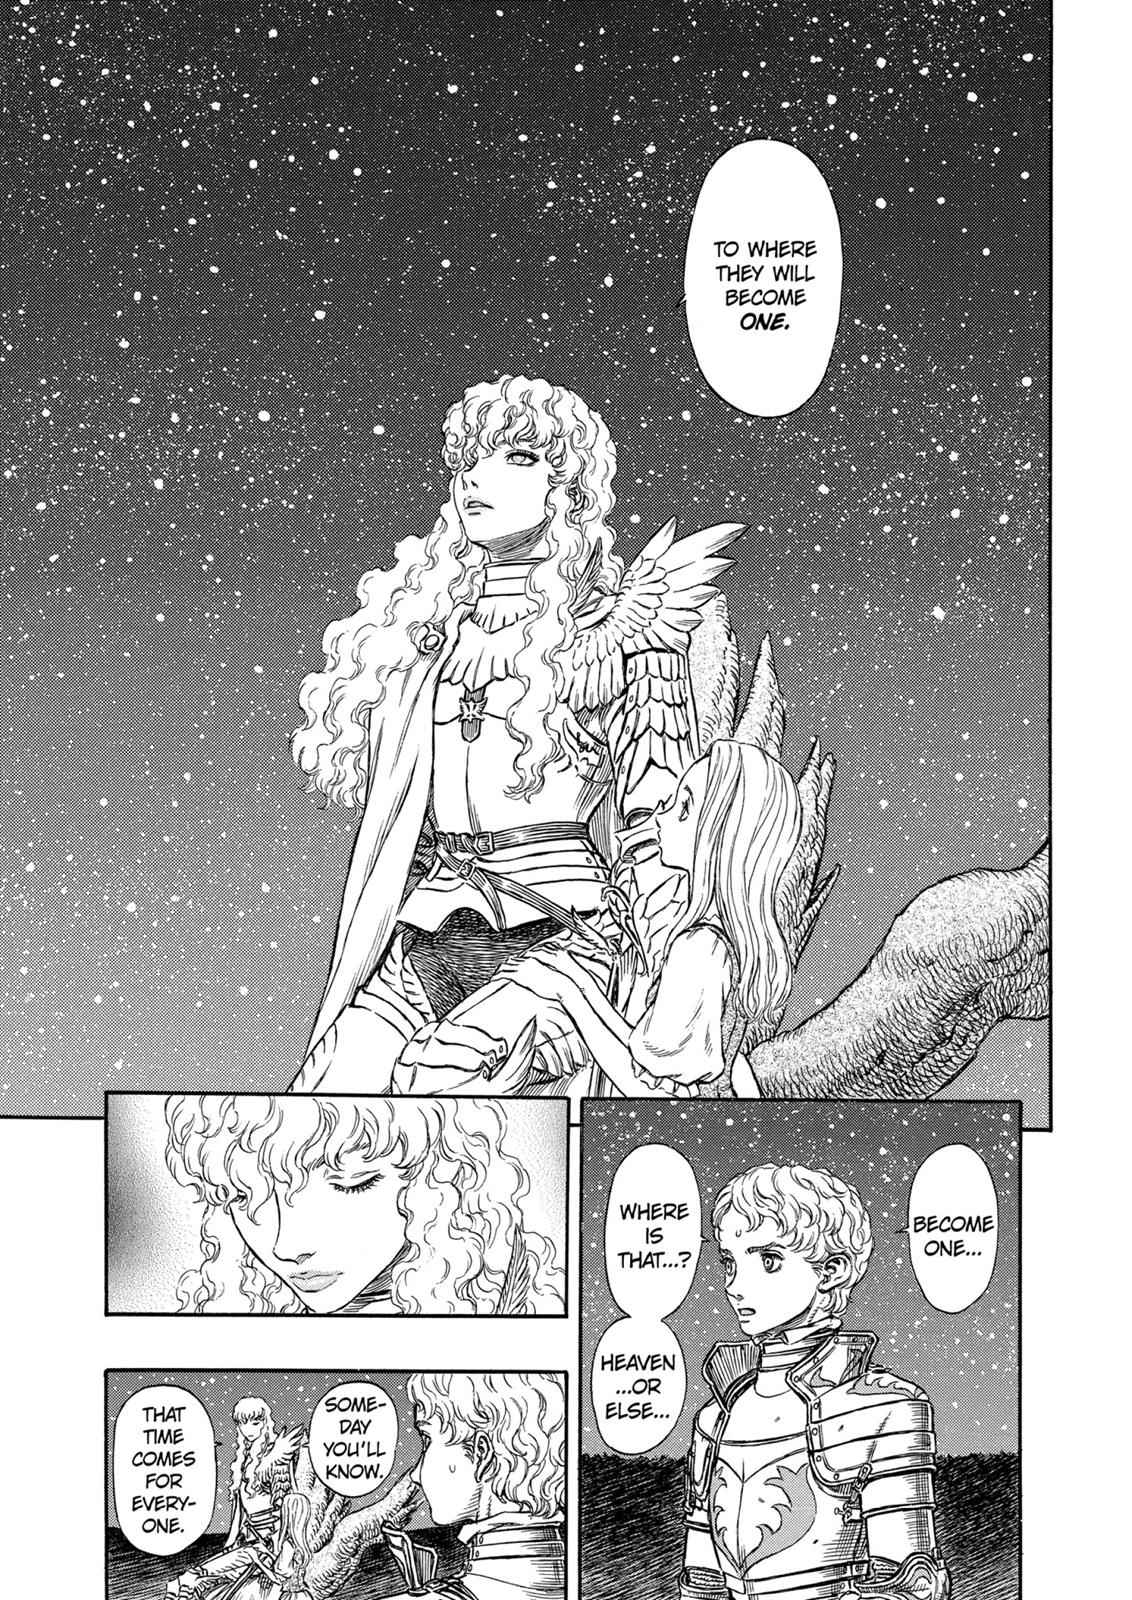 TO WHERE
THEY WILL
BECOME
ONE.
BECOME
ONE...
WHERE
IS
THAT...?
HEAVEN
...OR
ELSE...
SOME-
DAY
YOU'LL
KNOW.
THAT
TIME
COMES
FOR
EVERY-
ONE.